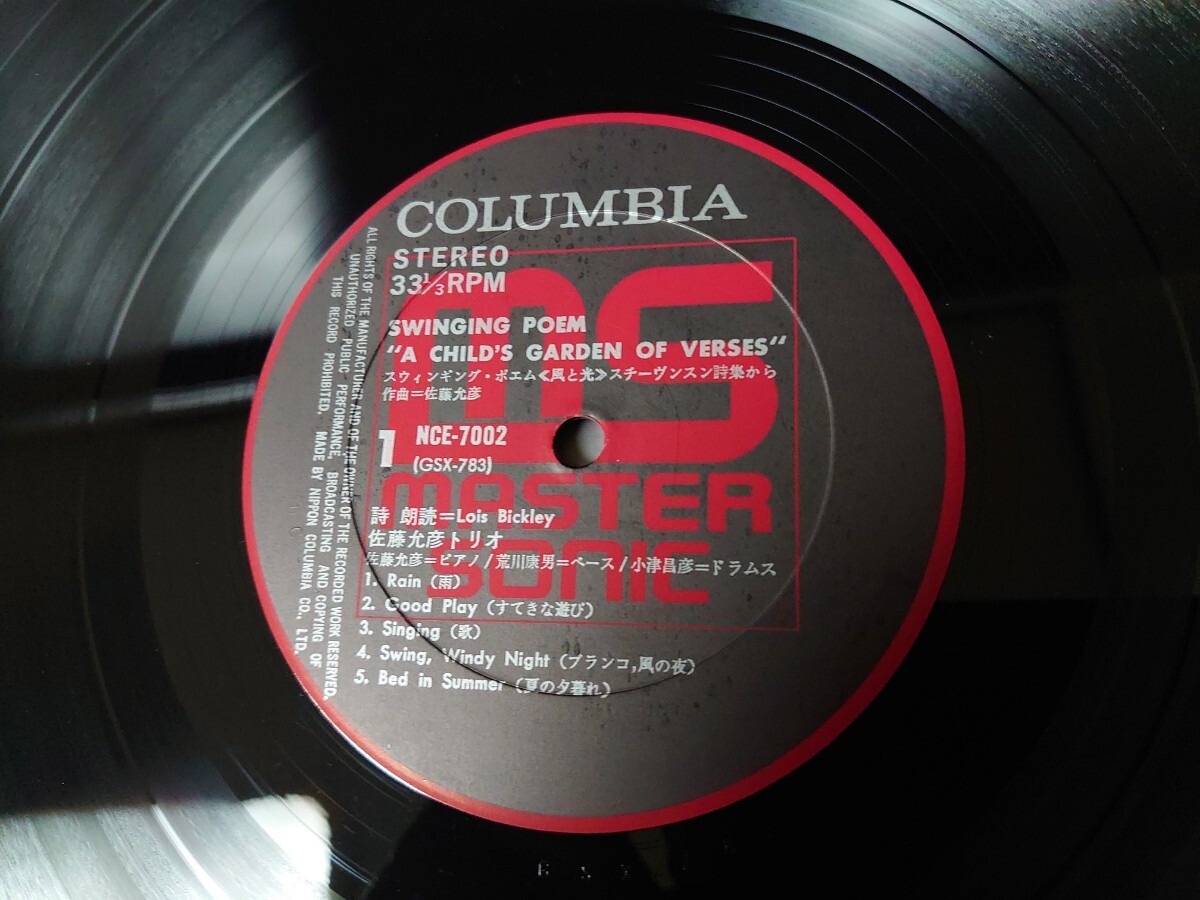 COLUMBIA
STEREO
33 1/3 RPM
MS
SWINGING POEM
"A CHILD'S GARDEN OF VERSES"
スウィンギング・ポエム≪風と光≫スチーヴンスン詩集から
作曲=佐藤允彦
1 NCE-7002
(GSX-783)
MASTER
SONIC
詩 朗読=Lois Bickley
佐藤允彦トリオ
佐藤允彦=ピアノ/荒川康男=ベース/小津昌彦=ドラムス
1. Rain (雨)
2. Good Play (すてきな遊び)
3. Singing (歌)
4. Swing, Windy Night (ブランコ,風の夜)
5. Bed in Summer (夏の夕暮れ)
ALL RIGHTS OF THE MANUFACTURER AND OF THE OWNER OF THE RECORDED WORK RESERVED.
UNAUTHORIZED PUBLIC PERFORMANCE, BROADCASTING AND COPYING OF
THIS RECORD PROHIBITED. MADE BY NIPPON COLUMBIA CO., LTD.